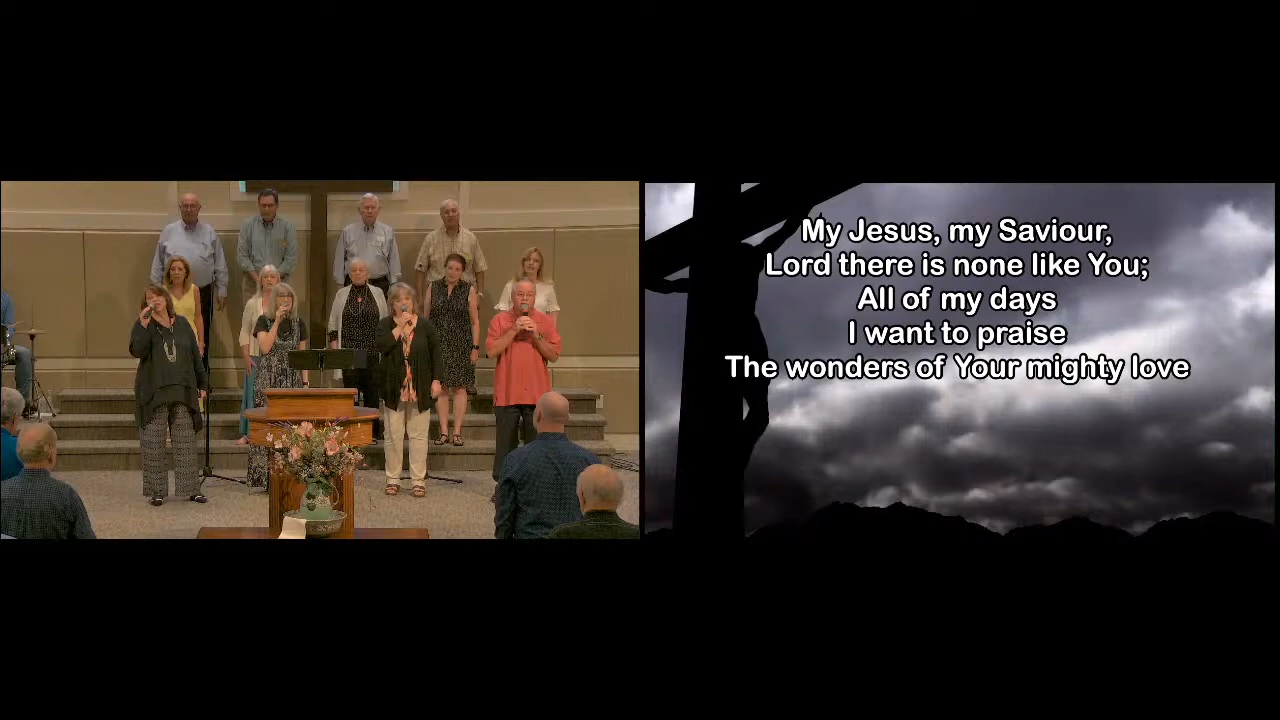 My Jesus, my Saviour,
Lord there is none like You;
All of my days
I want to praise
The wonders of Your mighty love